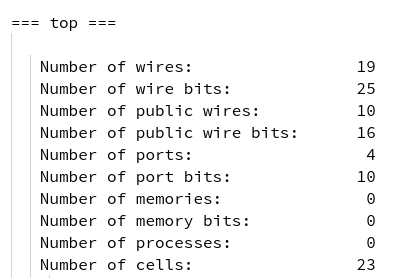 === top ===
Number of wires: 19
Number of wire bits: 25
Number of public wires: 10
Number of public wire bits: 16
Number of ports: 4
Number of port bits: 10
Number of memories: 0
Number of memory bits: 0
Number of processes: 0
Number of cells: 23